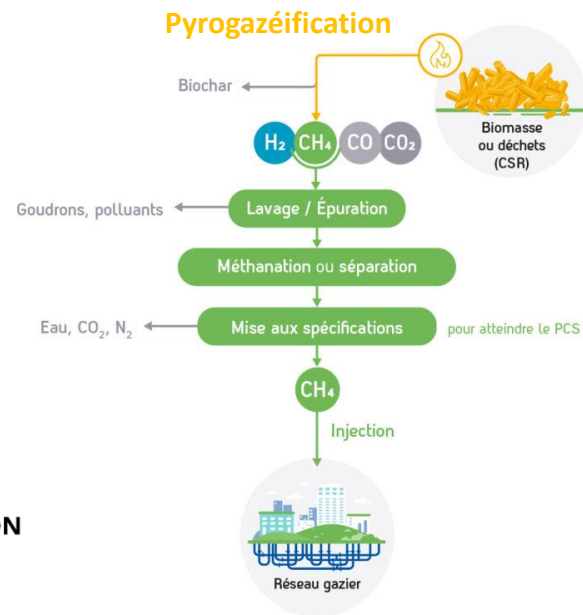 Pyrogazéification
Biochar
H₂ CH₄ CO CO₂
Biomasse
ou déchets
(CSR)
Goudrons, polluants
Lavage / Épuration
Méthanation ou séparation
Eau, CO₂, N₂
Mise aux spécifications
pour atteindre le PCS
CH₄
Injection
ON
Réseau gazier